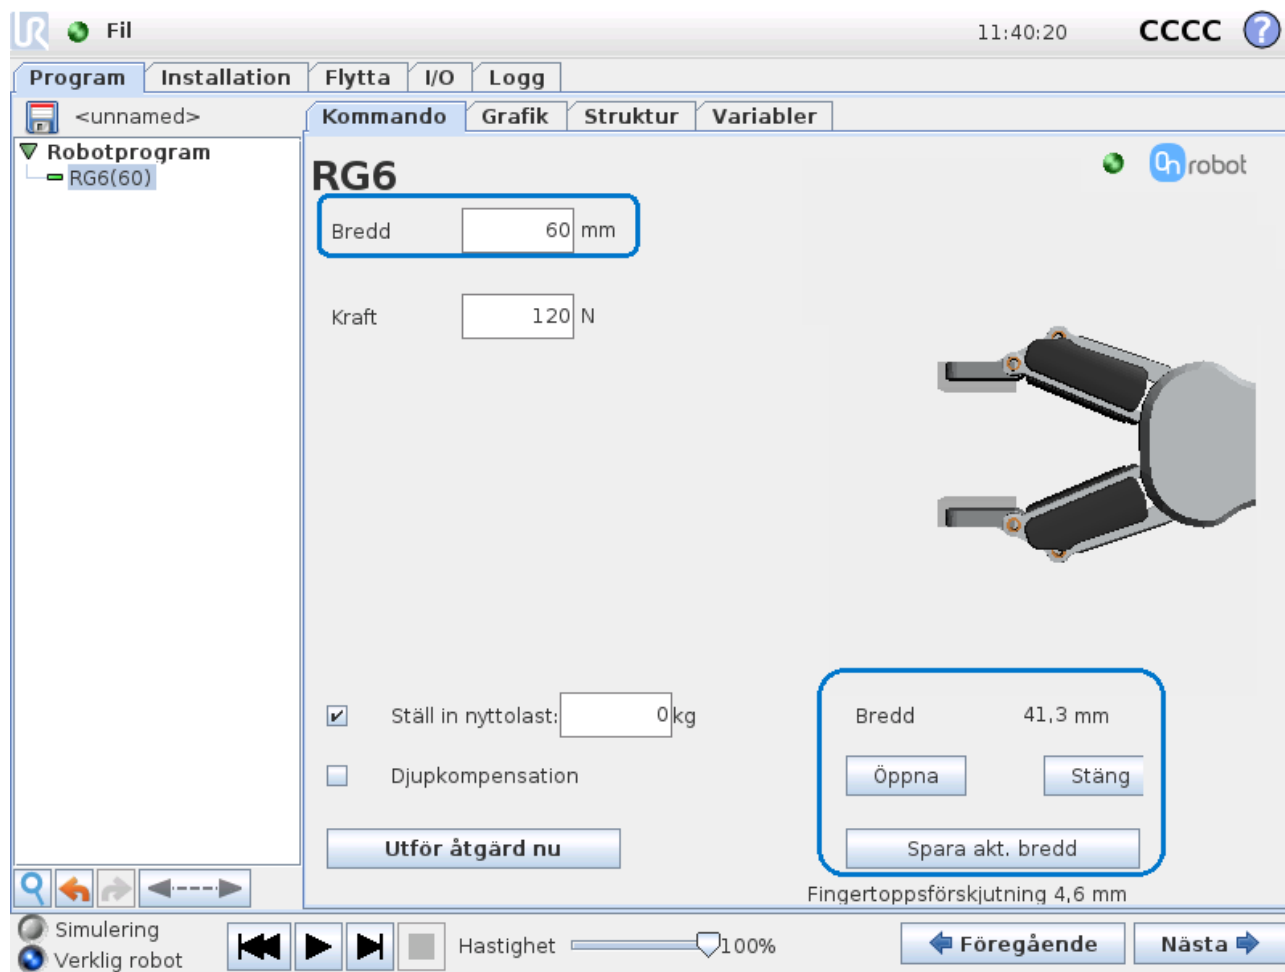 UR Fil 11:40:20 CCCC ?
Program Installation Flytta I/O Logg
<unnamed>
Kommando Grafik Struktur Variabler
Robotprogram
RG6(60)
RG6
On robot
Bredd 60 mm
Kraft 120 N
Ställ in nyttolast: 0 kg
Bredd 41,3 mm
Djupkompensation
Öppna Stäng
Utför åtgärd nu
Spara akt. bredd
Fingertoppsförskjutning 4,6 mm
Simulering
Verklig robot
Hastighet 100%
Föregående Nästa